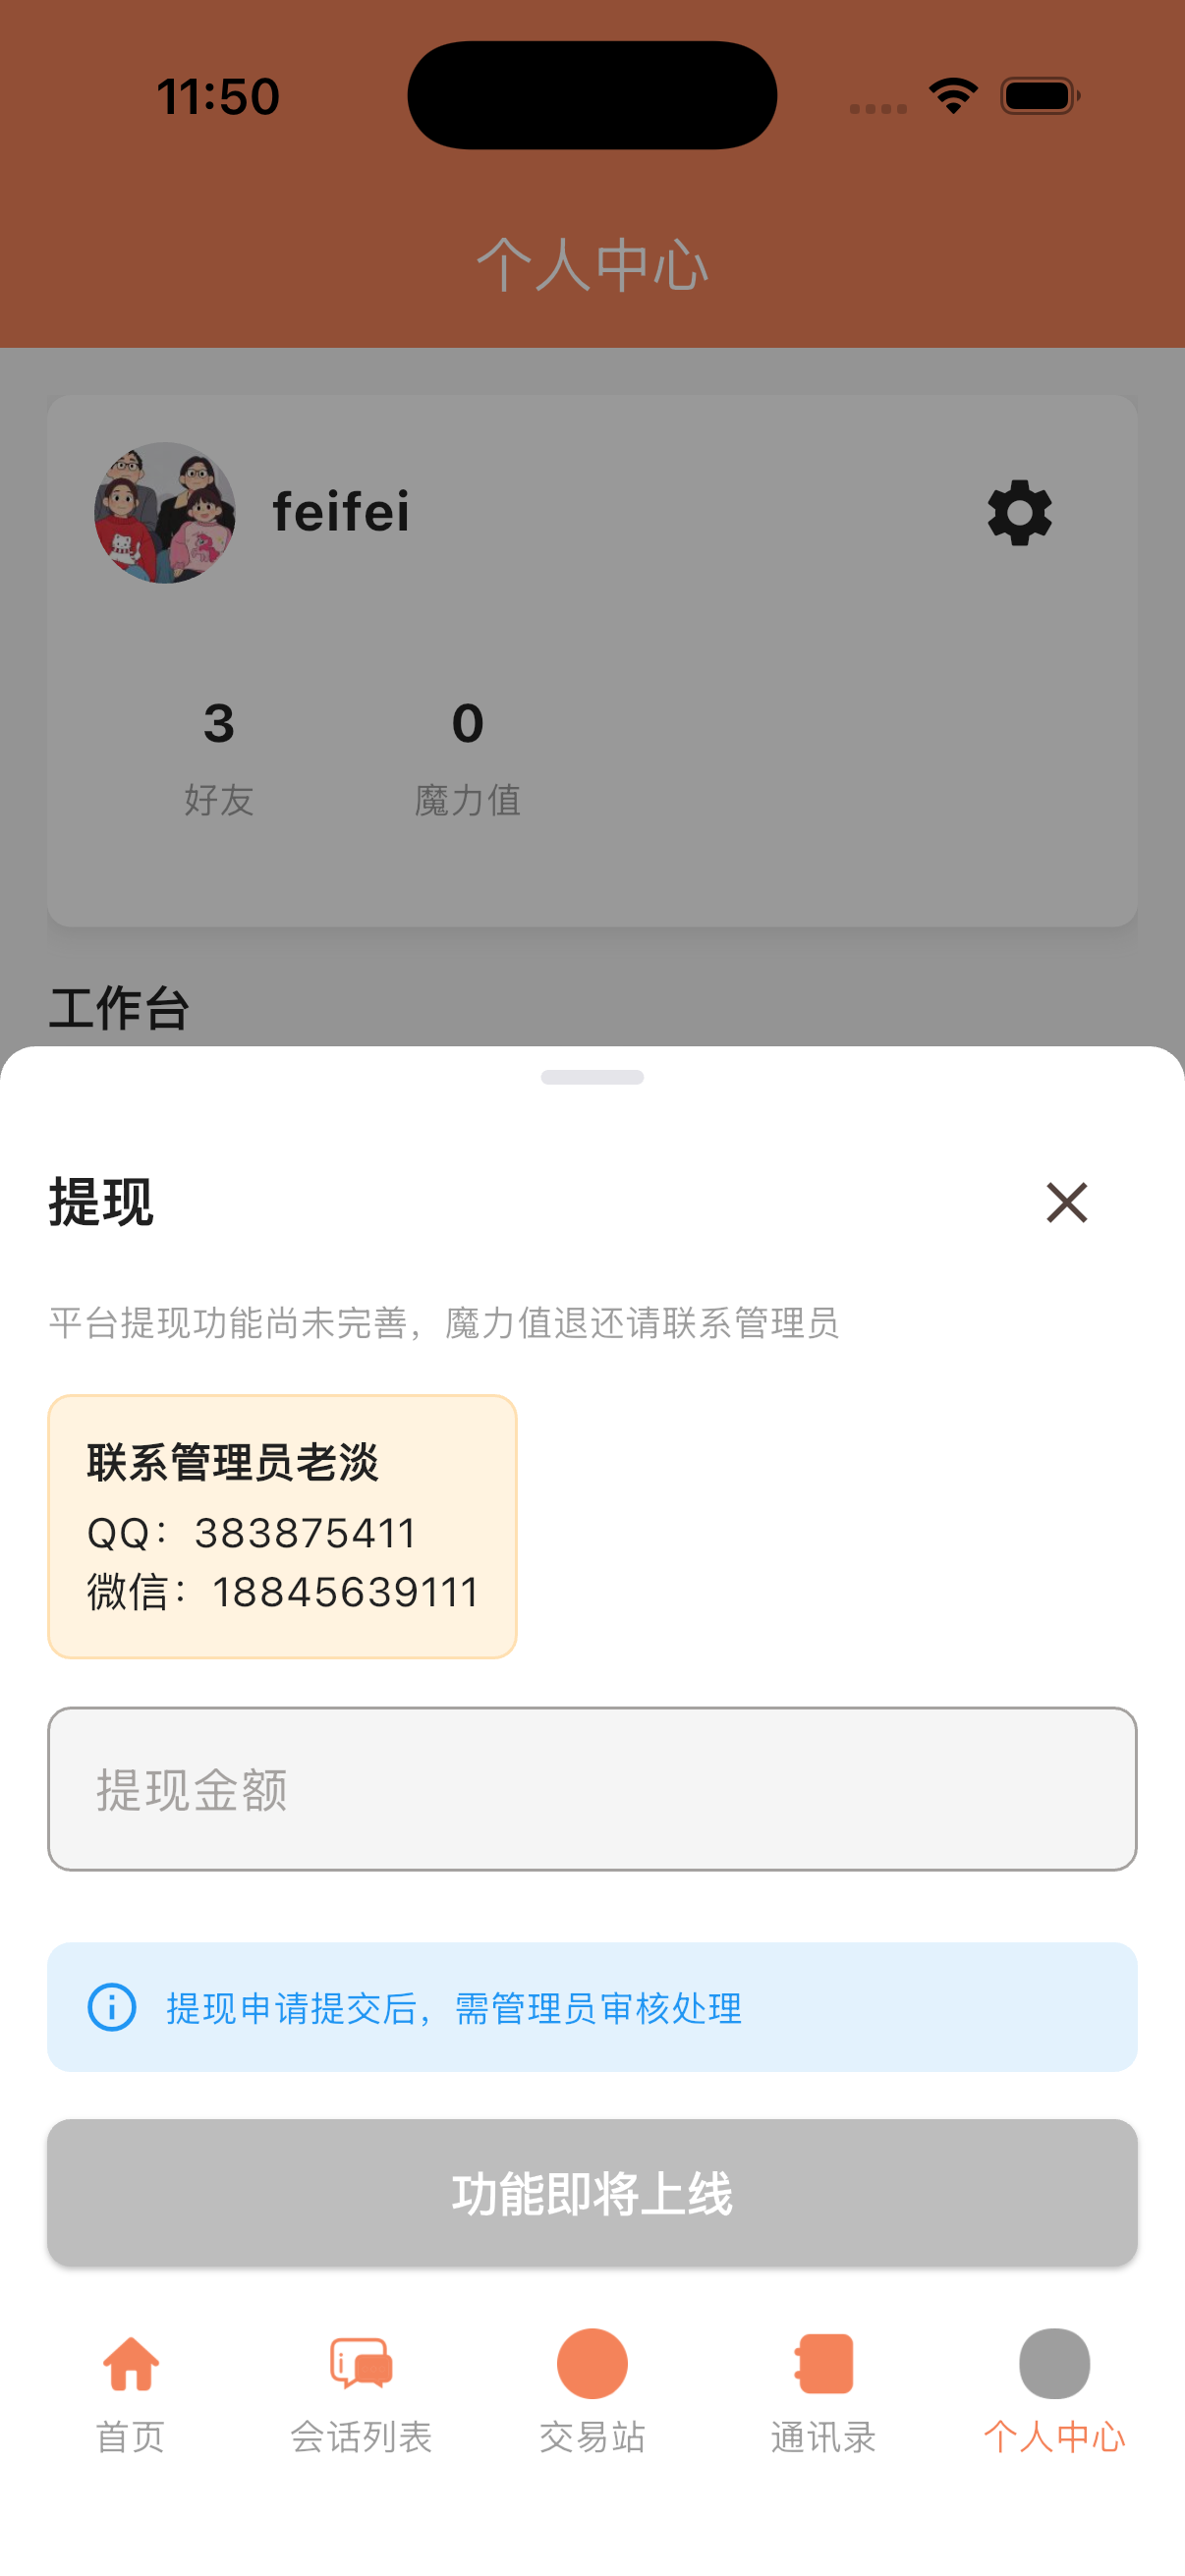 11:50
个人中心
feifei
3
0
好友
魔力值
工作台
提现
平台提现功能尚未完善，魔力值退还请联系管理员
联系管理员老淡
QQ：383875411
微信：18845639111
提现金额
提现申请提交后，需管理员审核处理
功能即将上线
首页
会话列表
交易站
通讯录
个人中心